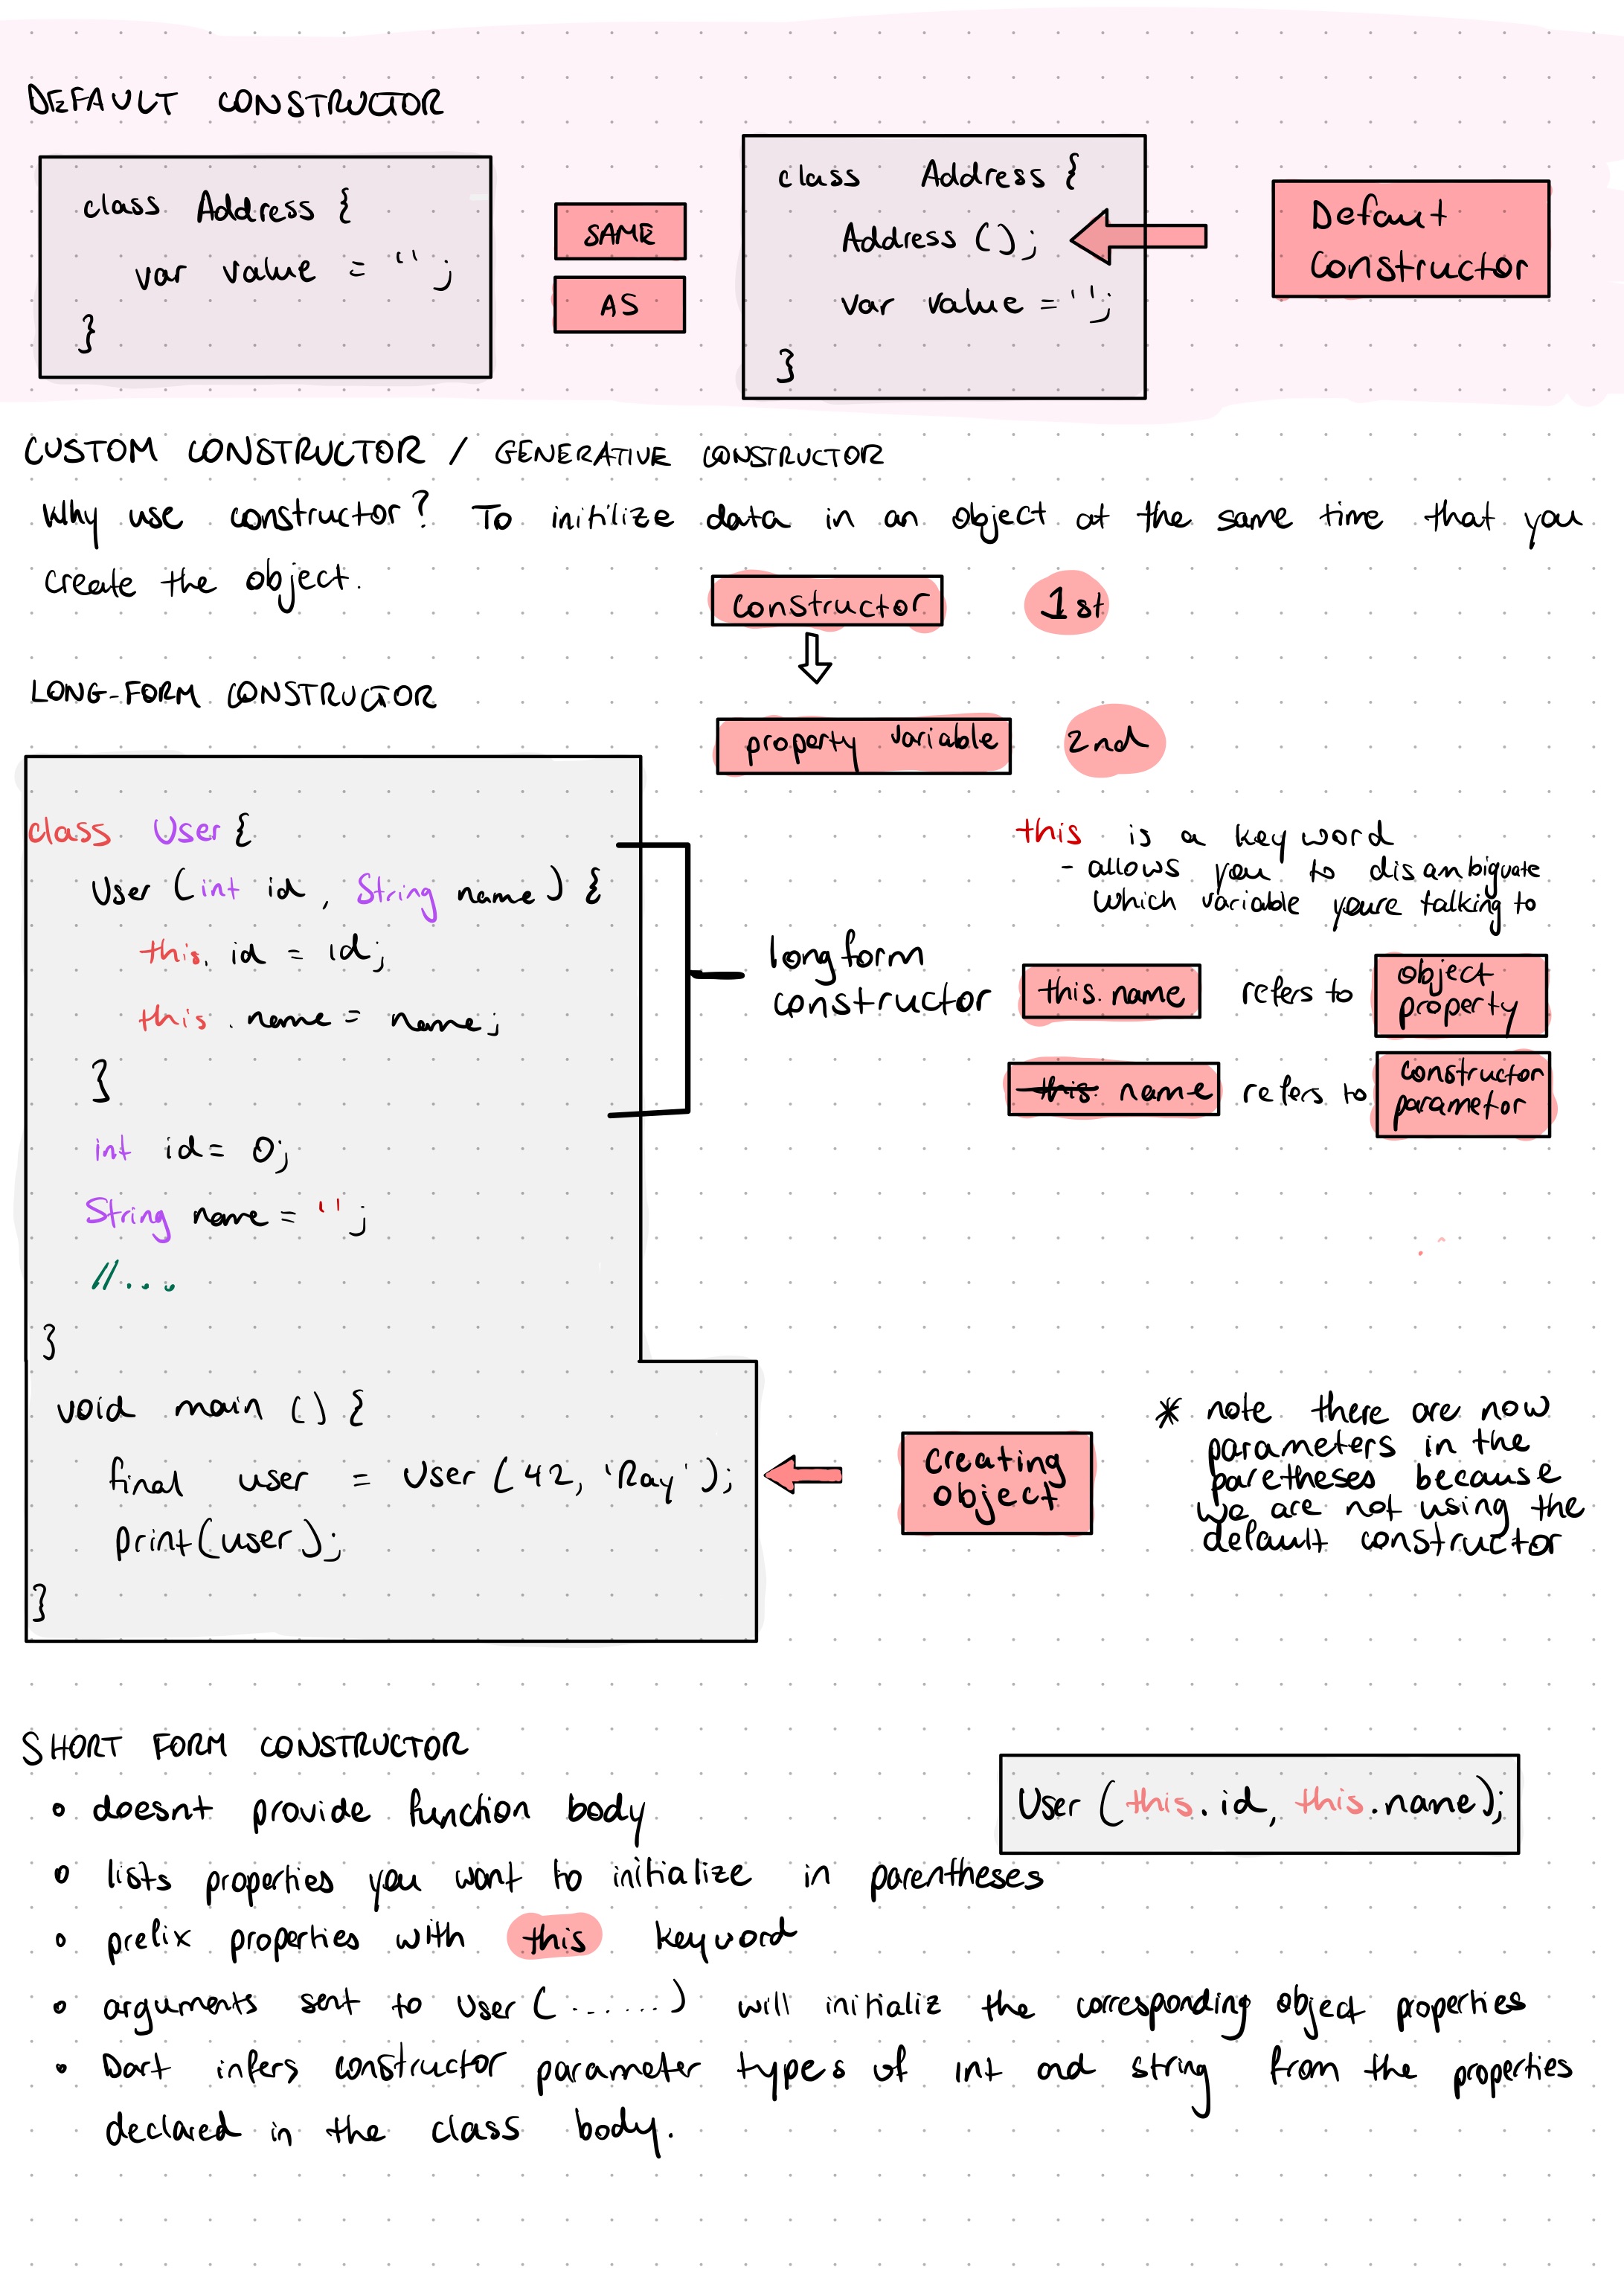 DEFAULT CONSTRUCTOR
class Address {
var value = '';
}
SAME
AS
class Address {
Address ();
var value = '';
}
Defaut
Constructor
CUSTOM CONSTRUCTOR / GENERATIVE CONSTRUCTOR
Why use constructor? To initilize data in an object at the same time that you
create the object.
constructor 1st
property variable 2nd
LONG-FORM CONSTRUCTOR
class User {
User (int id, String name) {
this. id = id;
this. name = name;
}
int id = 0;
String name = '';
//...
}
void main () {
final user = User (42, 'Ray');
print(user);
}
long form
constructor
this is a keyword
- allows you to disambiguate
which variable youre talking to
this. name refers to object
property
this. name refers to constructor
parametor
Creating
object
* note there are now
parameters in the
paretheses because
we are not using the
default constructor
SHORT FORM CONSTRUCTOR
User (this. id, this.name);
• doesnt provide function body
• lists properties you want to initialize in parentheses
• prefix properties with this keyword
• arguments sent to User (.......) will initializ the corresponding object properties
• Dart infers constructor parameter types of int and string from the properties
declared in the class body.